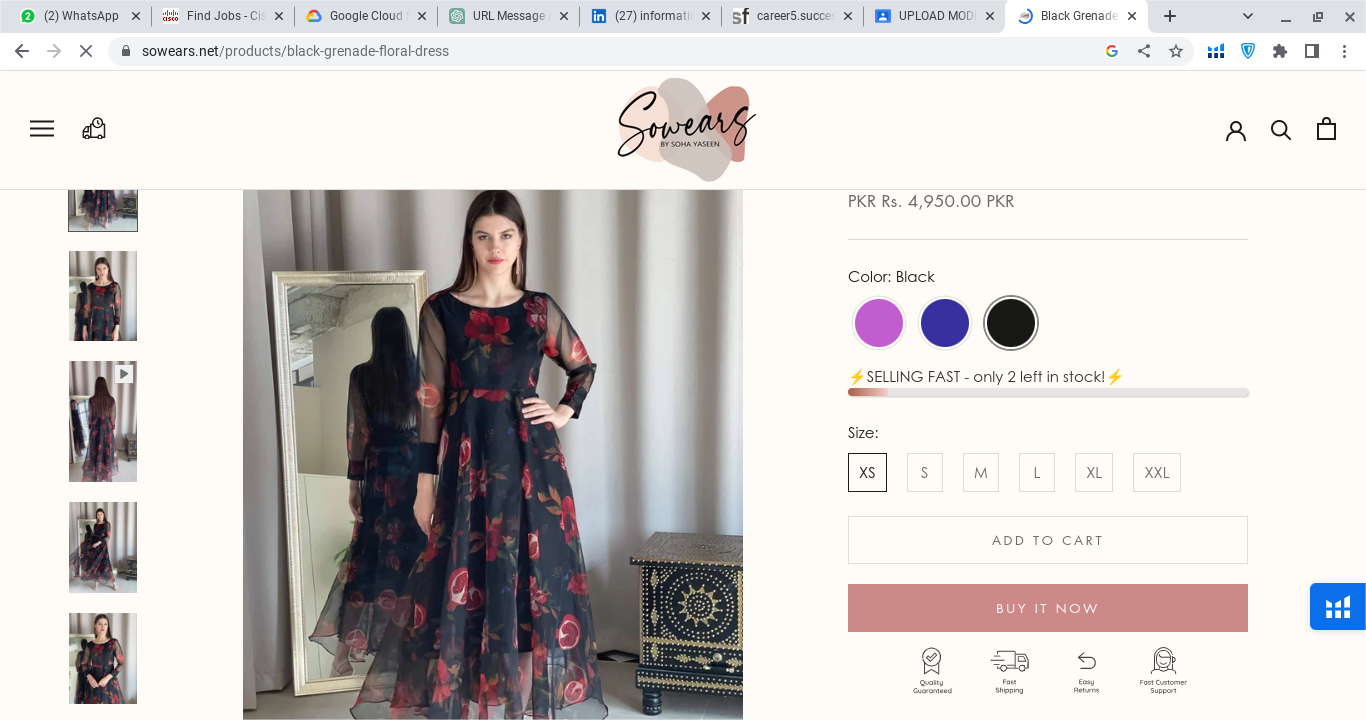 (2) WhatsApp
Find Jobs - Cis
Google Cloud
URL Message
(27) informati
career5.succes
UPLOAD MOD
Black Grenade
sowears.net/products/black-grenade-floral-dress
Sowears
BY SOHA YASEEN
PKR Rs. 4,950.00 PKR
Color: Black
⚡SELLING FAST - only 2 left in stock!⚡
Size:
XS S M L XL XXL
ADD TO CART
BUY IT NOW
Quality Guaranteed
Fast Shipping
Easy Returns
Fast Customer Support